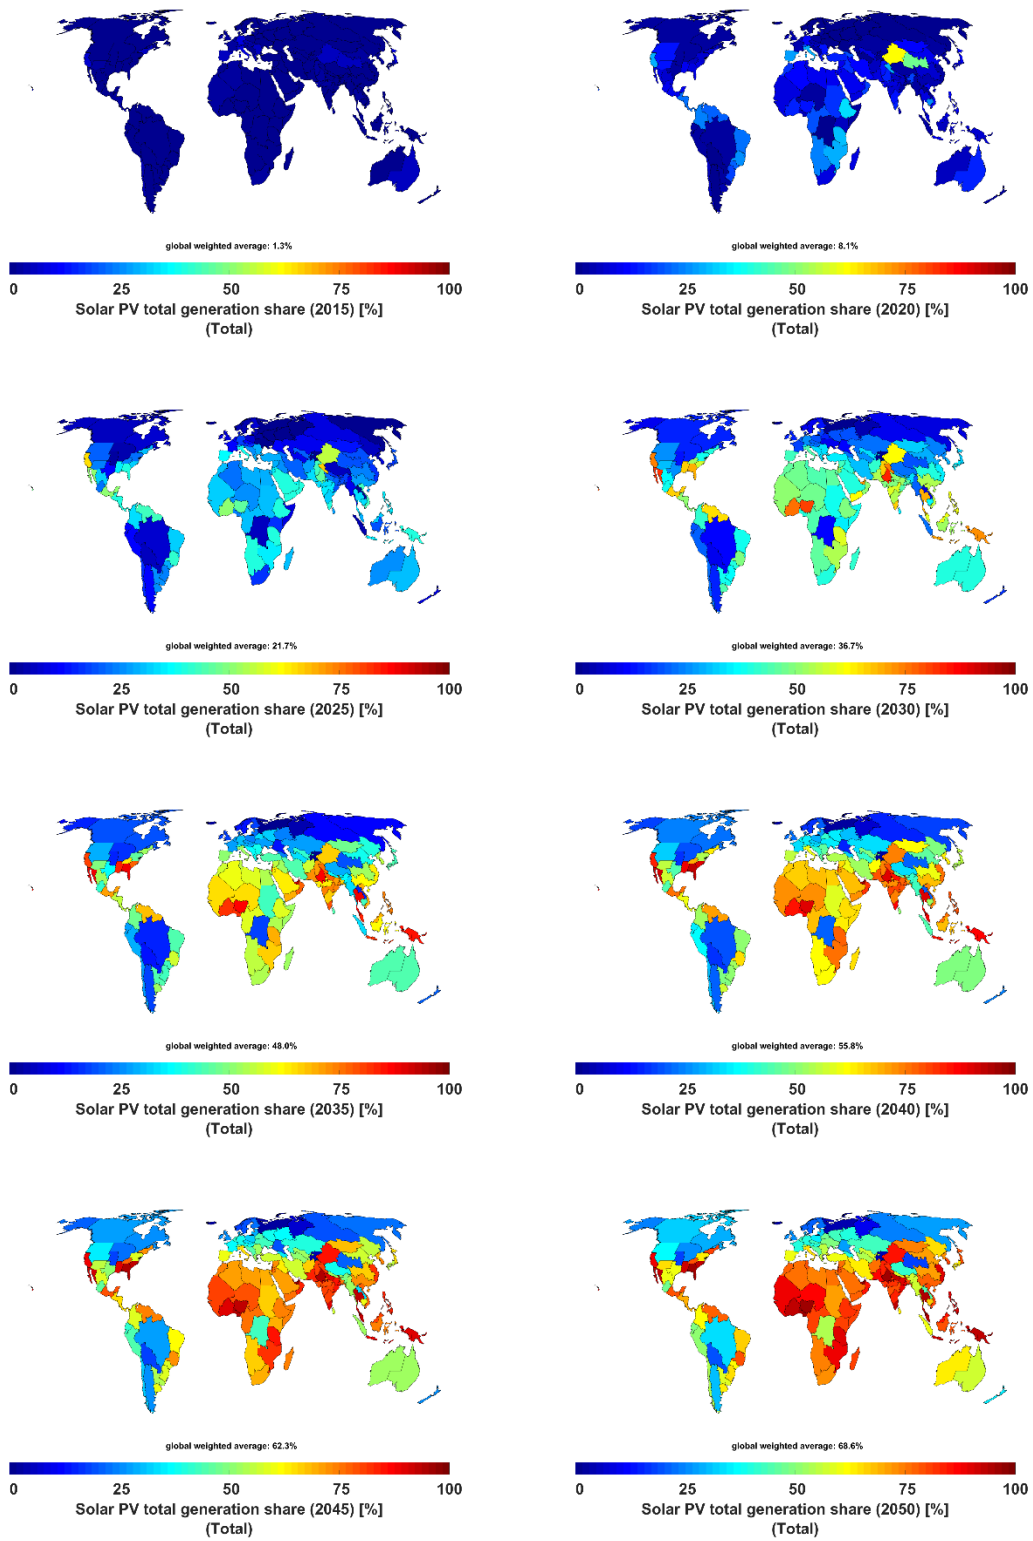 global weighted average: 1.3%
0 25 50 75 100
Solar PV total generation share (2015) [%]
(Total)
global weighted average: 8.1%
0 25 50 75 100
Solar PV total generation share (2020) [%]
(Total)
global weighted average: 21.7%
0 25 50 75 100
Solar PV total generation share (2025) [%]
(Total)
global weighted average: 36.7%
0 25 50 75 100
Solar PV total generation share (2030) [%]
(Total)
global weighted average: 48.0%
0 25 50 75 100
Solar PV total generation share (2035) [%]
(Total)
global weighted average: 55.8%
0 25 50 75 100
Solar PV total generation share (2040) [%]
(Total)
global weighted average: 62.3%
0 25 50 75 100
Solar PV total generation share (2045) [%]
(Total)
global weighted average: 68.6%
0 25 50 75 100
Solar PV total generation share (2050) [%]
(Total)